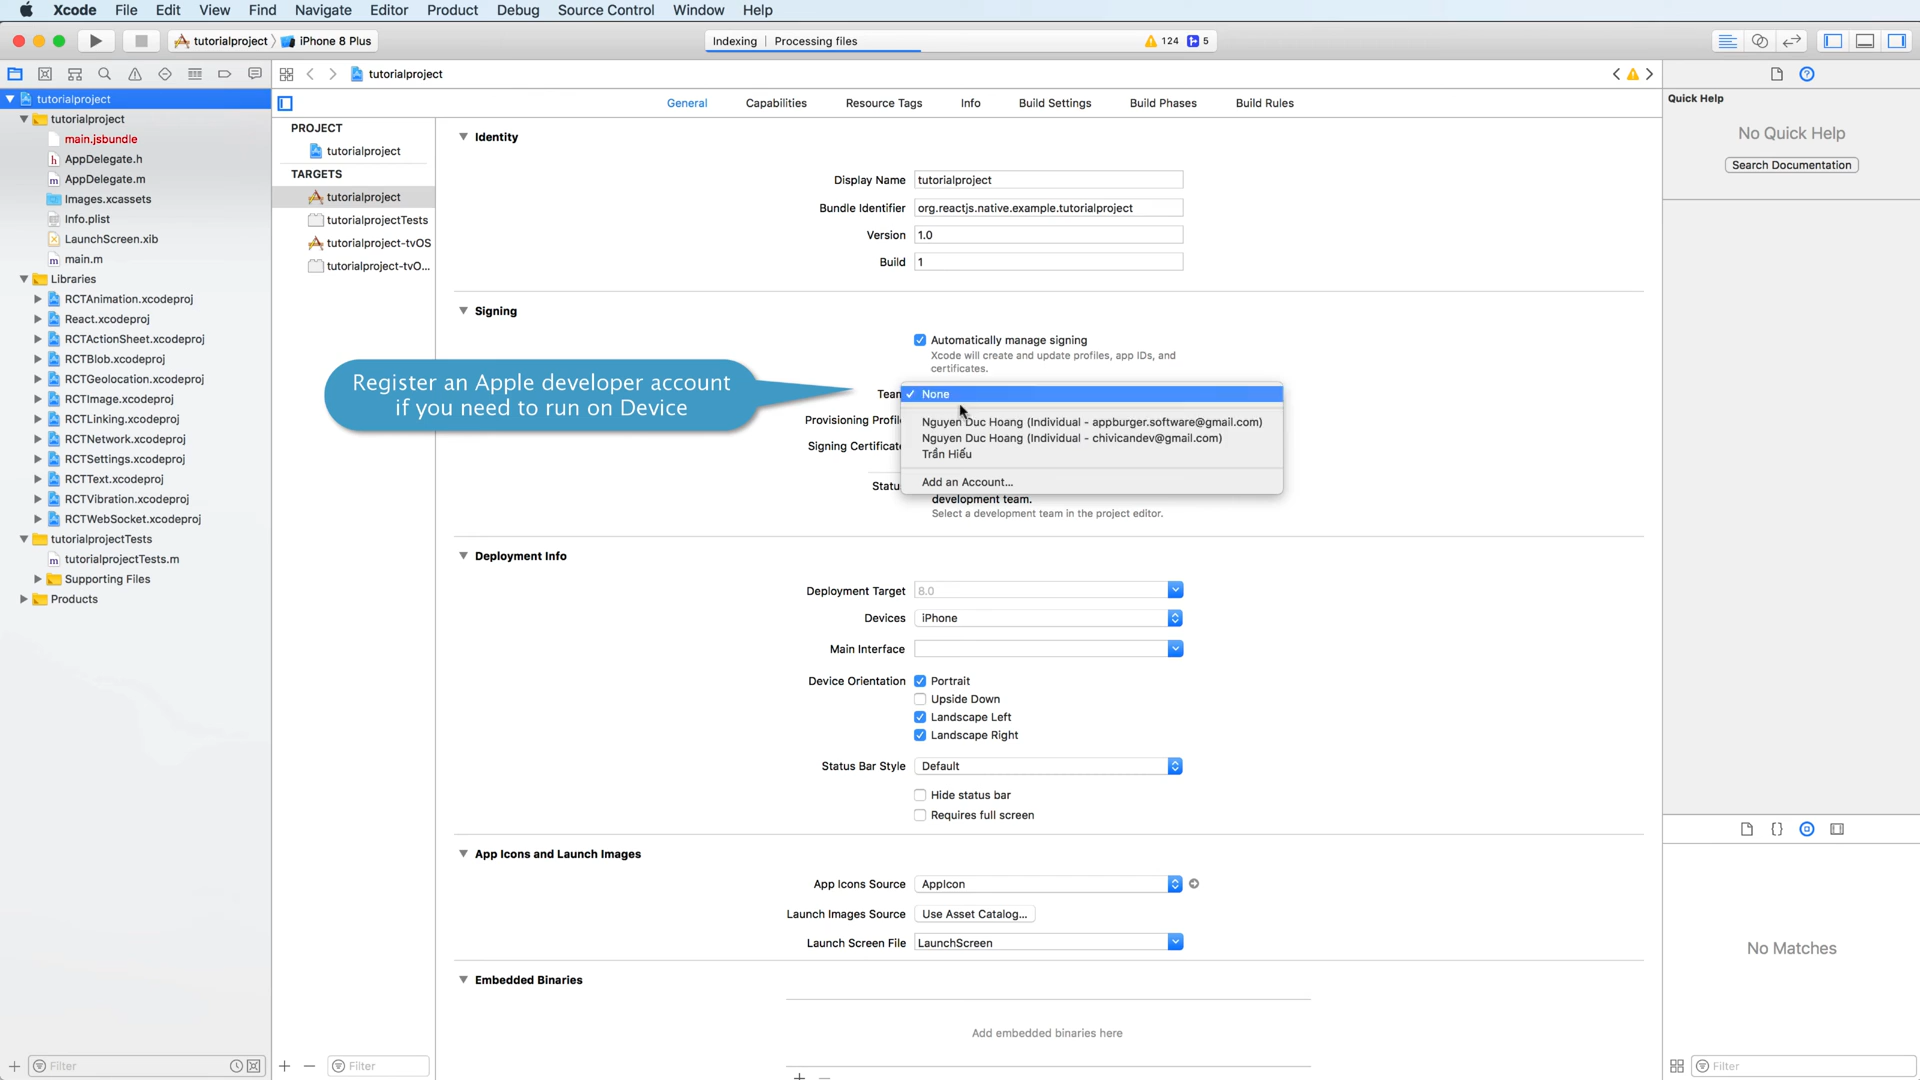 Xcode File Edit View Find Navigate Editor Product Debug Source Control Window Help
tutorialproject iPhone 8 Plus
Indexing | Processing files 124 5
tutorialproject
Quick Help
No Quick Help
Search Documentation
General Capabilities Resource Tags Info Build Settings Build Phases Build Rules
tutorialproject
tutorialproject
main.jsbundle
h AppDelegate.h
m AppDelegate.m
Images.xcassets
Info.plist
LaunchScreen.xib
m main.m
Libraries
RCTAnimation.xcodeproj
React.xcodeproj
RCTActionSheet.xcodeproj
RCTBlob.xcodeproj
RCTGeolocation.xcodeproj
RCTImage.xcodeproj
RCTLinking.xcodeproj
RCTNetwork.xcodeproj
RCTSettings.xcodeproj
RCTText.xcodeproj
RCTVibration.xcodeproj
RCTWebSocket.xcodeproj
tutorialprojectTests
m tutorialprojectTests.m
Supporting Files
Products
Filter
PROJECT
tutorialproject
TARGETS
tutorialproject
tutorialprojectTests
tutorialproject-tvOS
tutorialproject-tvO...
Filter
Identity
Display Name tutorialproject
Bundle Identifier org.reactjs.native.example.tutorialproject
Version 1.0
Build 1
Signing
Automatically manage signing
Xcode will create and update profiles, app IDs, and
certificates.
Register an Apple developer account
if you need to run on Device
Team
✓ None
Nguyen Duc Hoang (Individual - appburger.software@gmail.com)
Nguyen Duc Hoang (Individual - chivicandev@gmail.com)
Trần Hiếu
Add an Account...
Provisioning Profil
Signing Certificat
Statu
development team.
Select a development team in the project editor.
Deployment Info
Deployment Target 8.0
Devices iPhone
Main Interface
Device Orientation Portrait
Upside Down
Landscape Left
Landscape Right
Status Bar Style Default
Hide status bar
Requires full screen
App Icons and Launch Images
App Icons Source AppIcon
Launch Images Source Use Asset Catalog...
Launch Screen File LaunchScreen
Embedded Binaries
Add embedded binaries here
No Matches
Filter